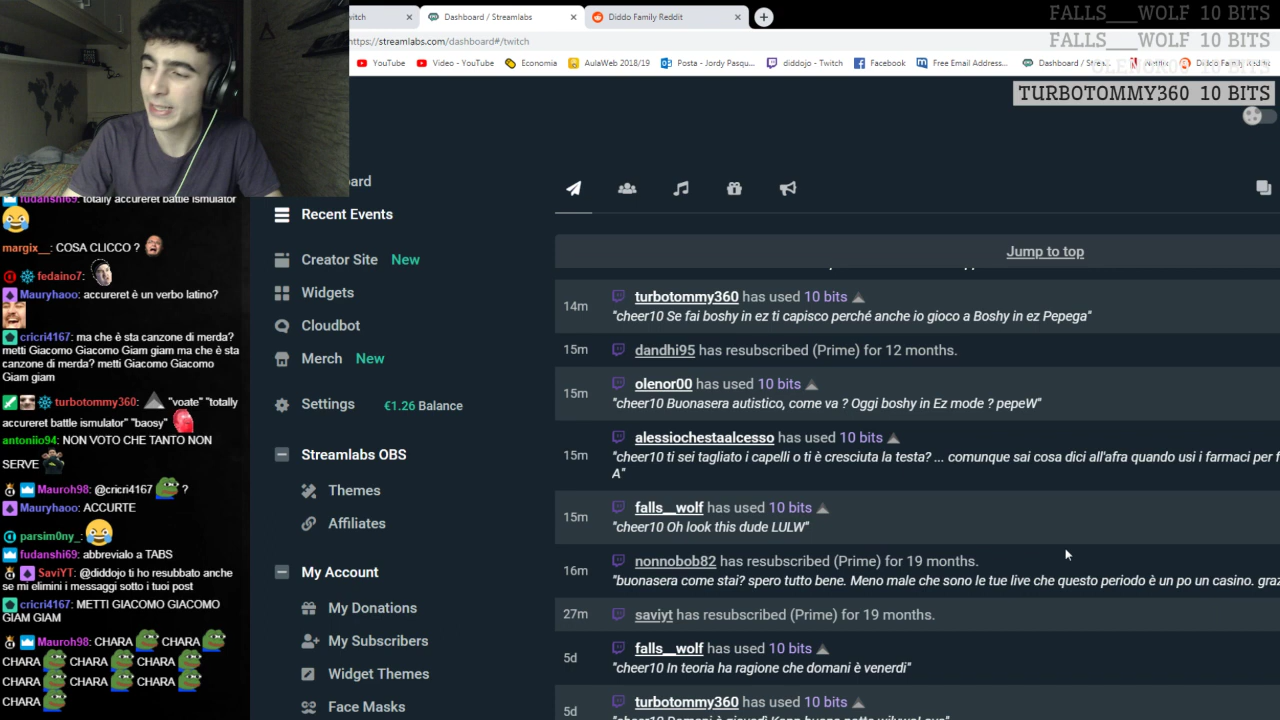 witch
Dashboard / Streamlabs
Diddo Family Reddit
https://streamlabs.com/dashboard#/twitch
YouTube
Video - YouTube
Economia
AulaWeb 2018/19
Posta - Jordy Pasqu...
diddojo - Twitch
Facebook
Free Email Address...
Dashboard / Strea...
Netflix
Diddo Family Reddit
FALLS__WOLF 10 BITS
FALLS__WOLF 10 BITS
OLENOR00 10 BITS
TURBOTOMMY360 10 BITS
fudanshi69: totally accureret battle ismulator
margix__: COSA CLICCO ?
fedaino7:
Mauryhaoo: accureret è un verbo latino?
cricri4167: ma che è sta canzone di merda?
metti Giacomo Giacomo Giam giam ma che è sta
canzone di merda? metti Giacomo Giacomo
Giam giam
turbotommy360: "voate" "totally
accureret battle ismulator" "baosy"
antoniio94: NON VOTO CHE TANTO NON
SERVE
Mauroh98: @cricri4167 ?
Mauryhaoo: ACCURTE
parsim0ny_:
fudanshi69: abbrevialo a TABS
SaviYT: @diddojo ti ho resubbato anche
se mi elimini i messaggi sotto i tuoi post
cricri4167: METTI GIACOMO GIACOMO
GIAM GIAM
Mauroh98: CHARA CHARA
CHARA CHARA CHARA
CHARA CHARA CHARA
CHARA
oard
Recent Events
Creator Site New
Widgets
Cloudbot
Merch New
Settings €1.26 Balance
Streamlabs OBS
Themes
Affiliates
My Account
My Donations
My Subscribers
Widget Themes
Face Masks
Jump to top
14m turbotommy360 has used 10 bits
"cheer10 Se fai boshy in ez ti capisco perché anche io gioco a Boshy in ez Pepega"
15m dandhi95 has resubscribed (Prime) for 12 months.
15m olenor00 has used 10 bits
"cheer10 Buonasera autistico, come va ? Oggi boshy in Ez mode ? pepeW"
15m alessiochestaalcesso has used 10 bits
"cheer10 ti sei tagliato i capelli o ti è cresciuta la testa? ... comunque sai cosa dici all'afra quando usi i farmaci per f
A"
15m falls__wolf has used 10 bits
"cheer10 Oh look this dude LULW"
16m nonnobob82 has resubscribed (Prime) for 19 months.
"buonasera come stai? spero tutto bene. Meno male che sono le tue live che questo periodo è un po un casino. graz
27m saviyt has resubscribed (Prime) for 19 months.
5d falls__wolf has used 10 bits
"cheer10 In teoria ha ragione che domani è venerdi"
5d turbotommy360 has used 10 bits